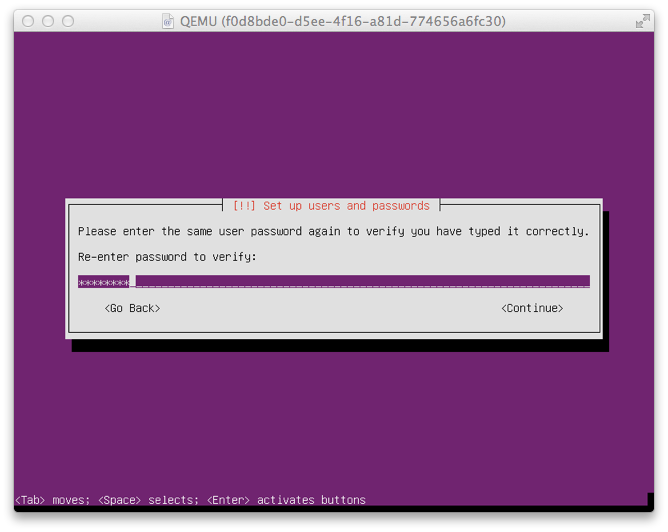 QEMU (f0d8bde0-d5ee-4f16-a81d-774656a6fc30)
[!!] Set up users and passwords
Please enter the same user password again to verify you have typed it correctly.
Re-enter password to verify:
********
<Go Back> <Continue>
<Tab> moves; <Space> selects; <Enter> activates buttons